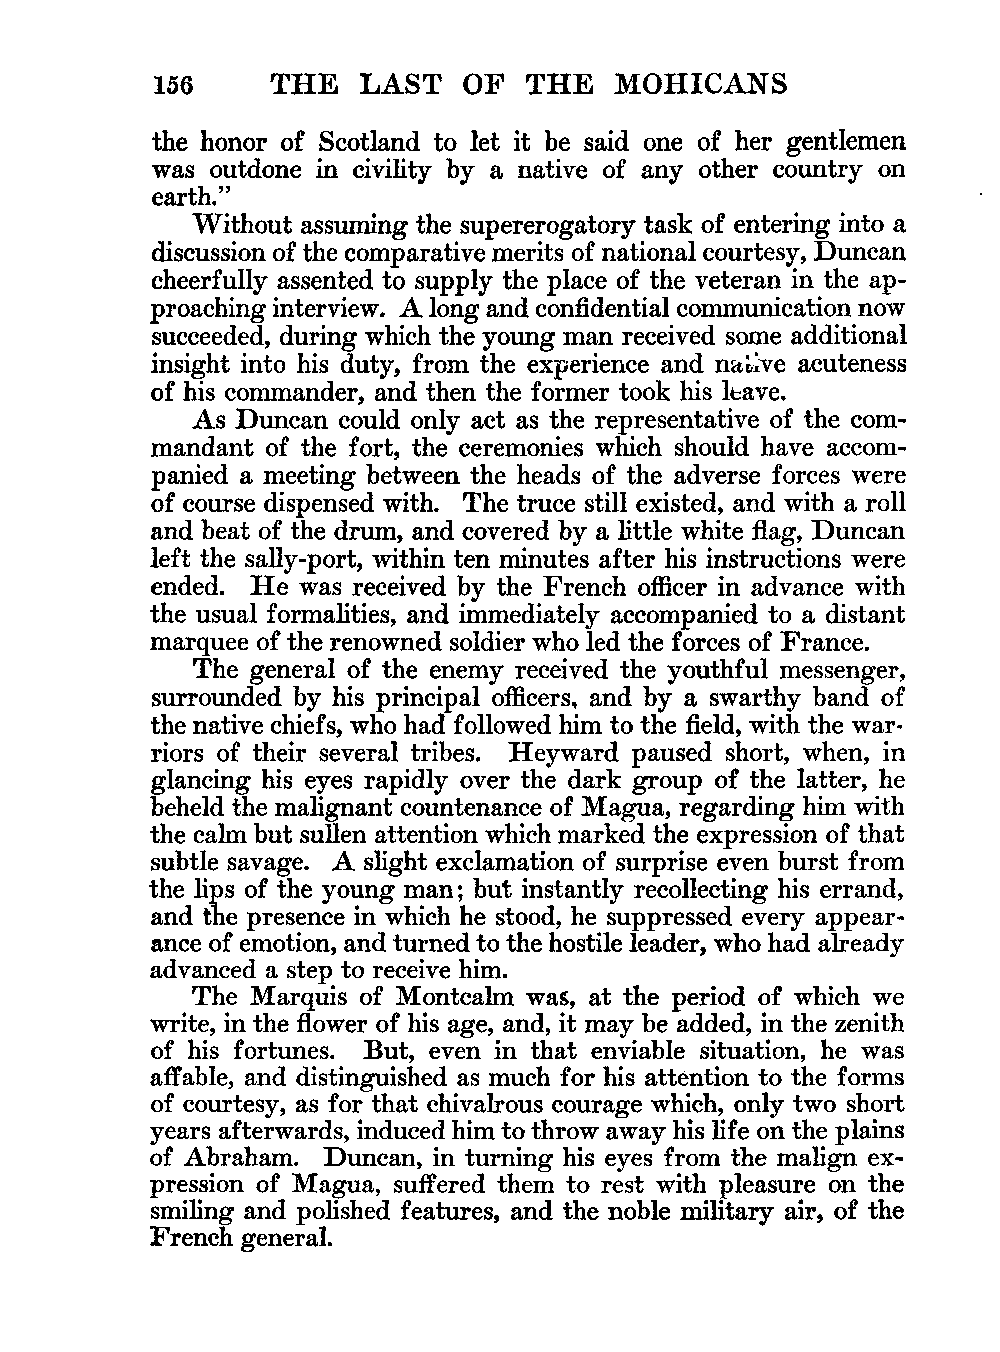 156 THE LAST OF THE MOHICANS
the honor of Scotland to let it be said one of her gentlemen
was outdone in civility by a native of any other country on
earth.”
Without assuming the supererogatory task of entering into a
discussion of the comparative merits of national courtesy, Duncan
cheerfully assented to supply the place of the veteran in the ap-
proaching interview. A long and confidential communication now
succeeded, during which the young man received some additional
insight into his duty, from the experience and native acuteness
of his commander, and then the former took his leave.
As Duncan could only act as the representative of the com-
mandant of the fort, the ceremonies which should have accom-
panied a meeting between the heads of the adverse forces were
of course dispensed with. The truce still existed, and with a roll
and beat of the drum, and covered by a little white flag, Duncan
left the sally-port, within ten minutes after his instructions were
ended. He was received by the French officer in advance with
the usual formalities, and immediately accompanied to a distant
marquee of the renowned soldier who led the forces of France.
The general of the enemy received the youthful messenger,
surrounded by his principal officers, and by a swarthy band of
the native chiefs, who had followed him to the field, with the war-
riors of their several tribes. Heyward paused short, when, in
glancing his eyes rapidly over the dark group of the latter, he
beheld the malignant countenance of Magua, regarding him with
the calm but sullen attention which marked the expression of that
subtle savage. A slight exclamation of surprise even burst from
the lips of the young man; but instantly recollecting his errand,
and the presence in which he stood, he suppressed every appear-
ance of emotion, and turned to the hostile leader, who had already
advanced a step to receive him.
The Marquis of Montcalm was, at the period of which we
write, in the flower of his age, and, it may be added, in the zenith
of his fortunes. But, even in that enviable situation, he was
affable, and distinguished as much for his attention to the forms
of courtesy, as for that chivalrous courage which, only two short
years afterwards, induced him to throw away his life on the plains
of Abraham. Duncan, in turning his eyes from the malign ex-
pression of Magua, suffered them to rest with pleasure on the
smiling and polished features, and the noble military air, of the
French general.